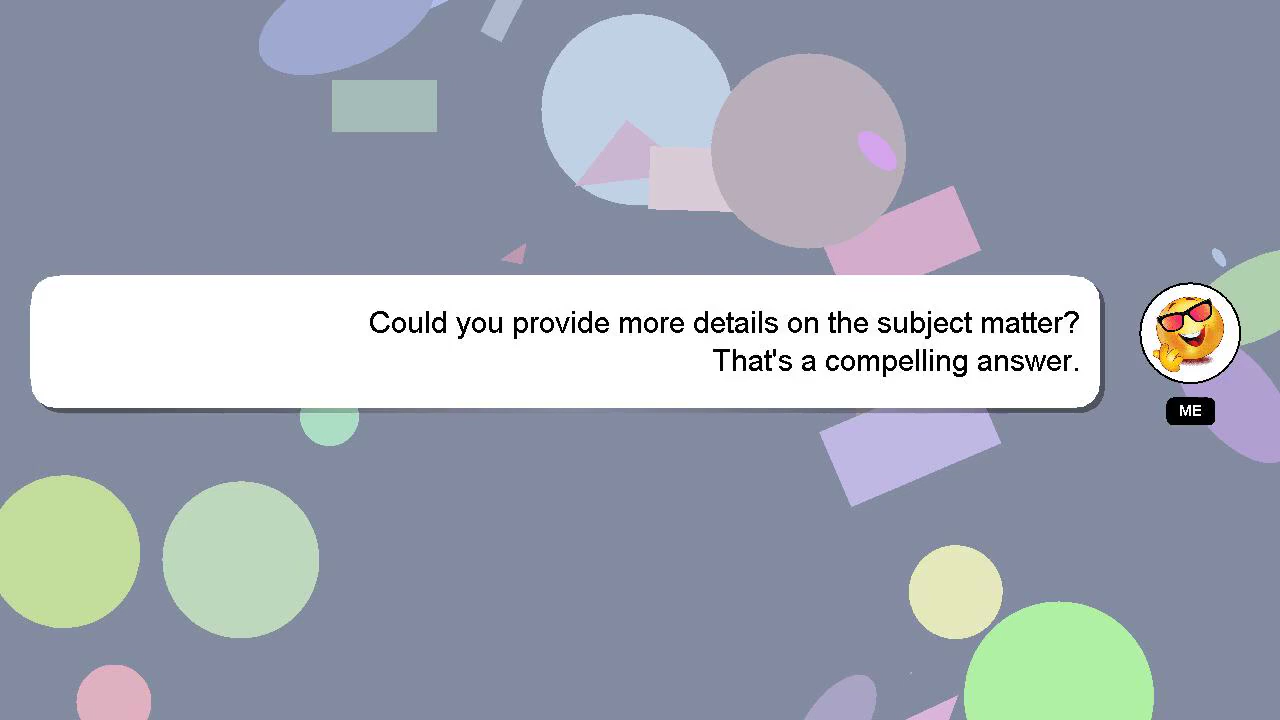 Could you provide more details on the subject matter?
That's a compelling answer.
ME